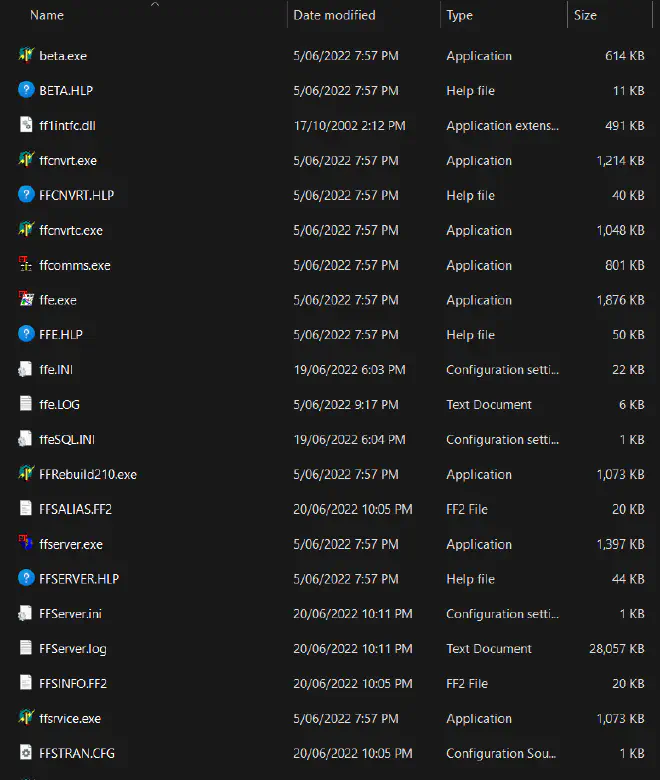 Name Date modified Type Size
beta.exe 5/06/2022 7:57 PM Application 614 KB
BETA.HLP 5/06/2022 7:57 PM Help file 11 KB
ff1intfc.dll 17/10/2002 2:12 PM Application extens... 491 KB
ffcnvrt.exe 5/06/2022 7:57 PM Application 1,214 KB
FFCNVRT.HLP 5/06/2022 7:57 PM Help file 40 KB
ffcnvrtc.exe 5/06/2022 7:57 PM Application 1,048 KB
ffcomms.exe 5/06/2022 7:57 PM Application 801 KB
ffe.exe 5/06/2022 7:57 PM Application 1,876 KB
FFE.HLP 5/06/2022 7:57 PM Help file 50 KB
ffe.INI 19/06/2022 6:03 PM Configuration setti... 22 KB
ffe.LOG 5/06/2022 9:17 PM Text Document 6 KB
ffeSQL.INI 19/06/2022 6:04 PM Configuration setti... 1 KB
FFRebuild210.exe 5/06/2022 7:57 PM Application 1,073 KB
FFSALIAS.FF2 20/06/2022 10:05 PM FF2 File 20 KB
ffserver.exe 5/06/2022 7:57 PM Application 1,397 KB
FFSERVER.HLP 5/06/2022 7:57 PM Help file 44 KB
FFServer.ini 20/06/2022 10:11 PM Configuration setti... 1 KB
FFServer.log 20/06/2022 10:11 PM Text Document 28,057 KB
FFSINFO.FF2 20/06/2022 10:05 PM FF2 File 20 KB
ffsrvice.exe 5/06/2022 7:57 PM Application 1,073 KB
FFSTRAN.CFG 20/06/2022 10:05 PM Configuration Sou... 1 KB